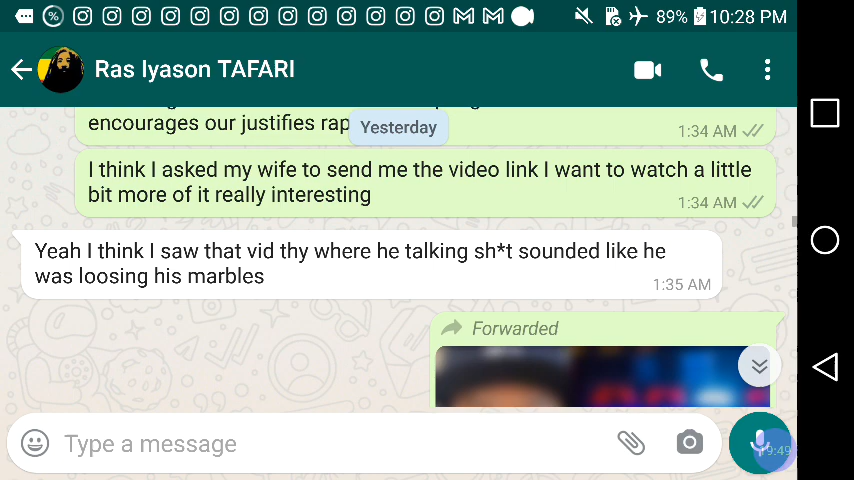 89% 10:28 PM
Ras Iyason TAFARI
encourages our justifies rap
Yesterday
1:34 AM
I think I asked my wife to send me the video link I want to watch a little
bit more of it really interesting
1:34 AM
Yeah I think I saw that vid thy where he talking sh*t sounded like he
was loosing his marbles
1:35 AM
Forwarded
Type a message
19:49